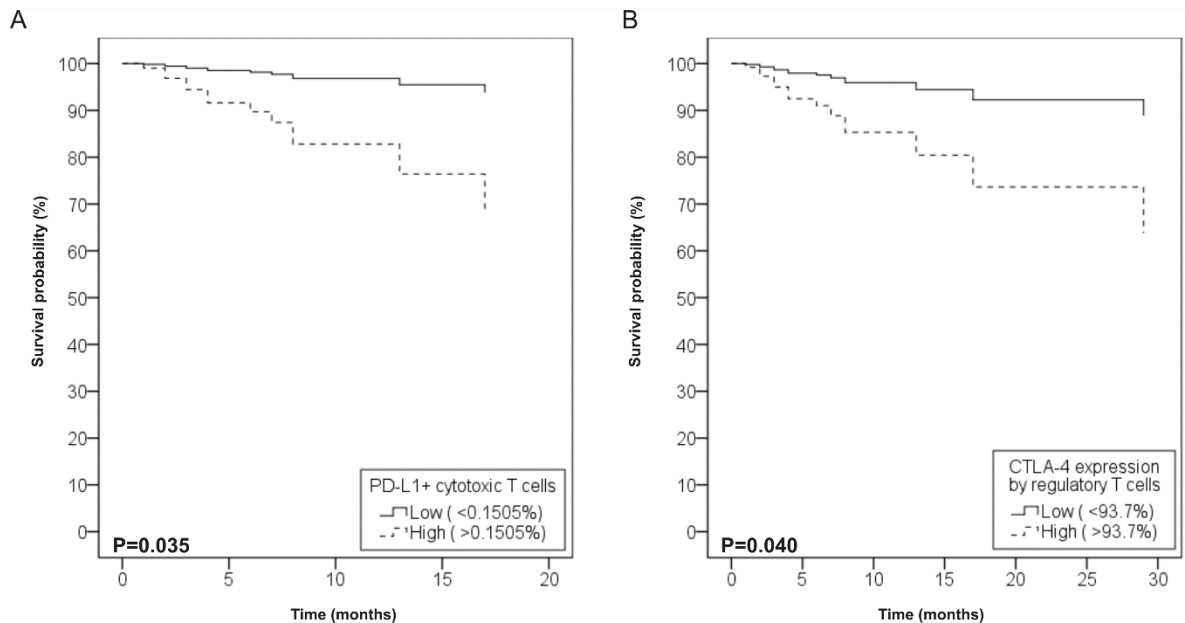 A
100
90
80
70
60
50
40
30
20
10
0
Survival probability (%)
PD-L1+ cytotoxic T cells
Low ( <0.1505%)
High ( >0.1505%)
P=0.035
0 5 10 15 20
Time (months)
B
100
90
80
70
60
50
40
30
20
10
0
Survival probability (%)
CTLA-4 expression
by regulatory T cells
Low ( <93.7%)
High ( >93.7%)
P=0.040
0 5 10 15 20 25 30
Time (months)